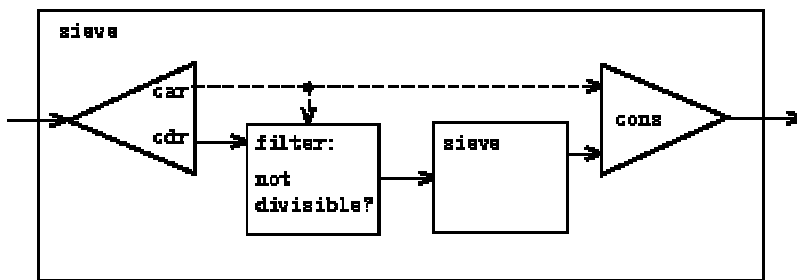 sieve
car
cdr
filter:
not
divisible?
sieve
cons